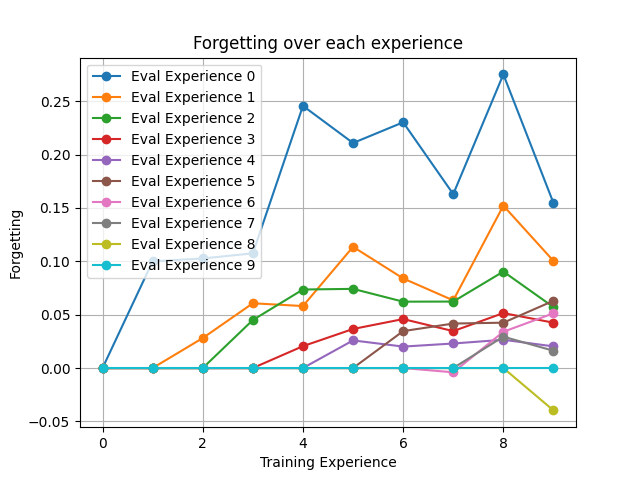 Forgetting over each experience
Eval Experience 0
Eval Experience 1
Eval Experience 2
Eval Experience 3
Eval Experience 4
Eval Experience 5
Eval Experience 6
Eval Experience 7
Eval Experience 8
Eval Experience 9
Forgetting
0.25
0.20
0.15
0.10
0.05
0.00
−0.05
0 2 4 6 8
Training Experience